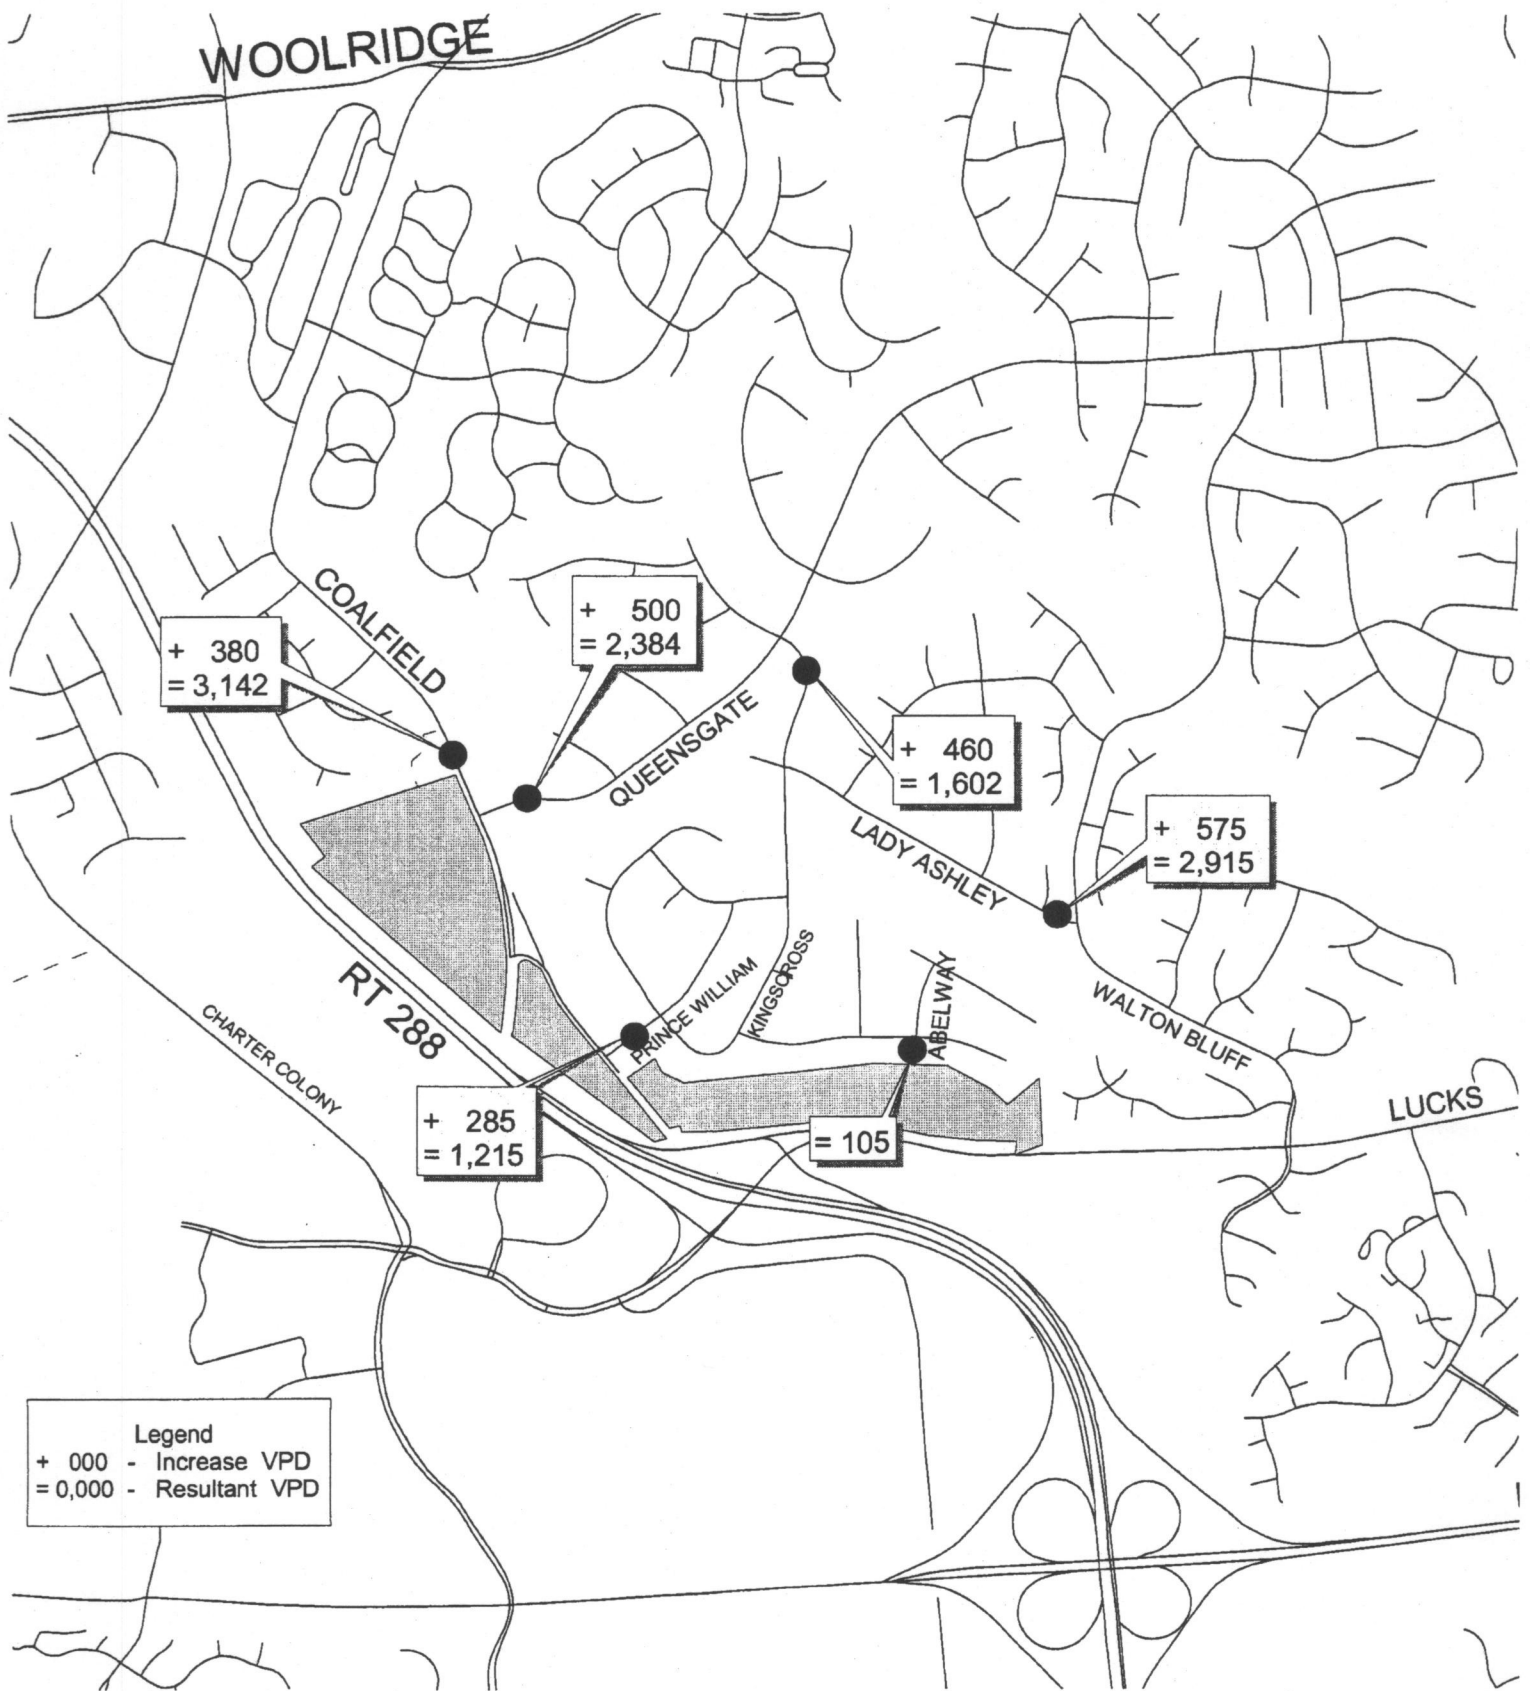 WOOLRIDGE
COALFIELD
+ 500
= 2,384
+ 380
= 3,142
QUEENSGATE
+ 460
= 1,602
LADY ASHLEY
+ 575
= 2,915
RT 288
PRINCE WILLIAM
KINGSCROSS
ABELWAY
WALTON BLUFF
CHARTER COLONY
LUCKS
+ 285
= 1,215
= 105
Legend
+ 000 - Increase VPD
= 0,000 - Resultant VPD